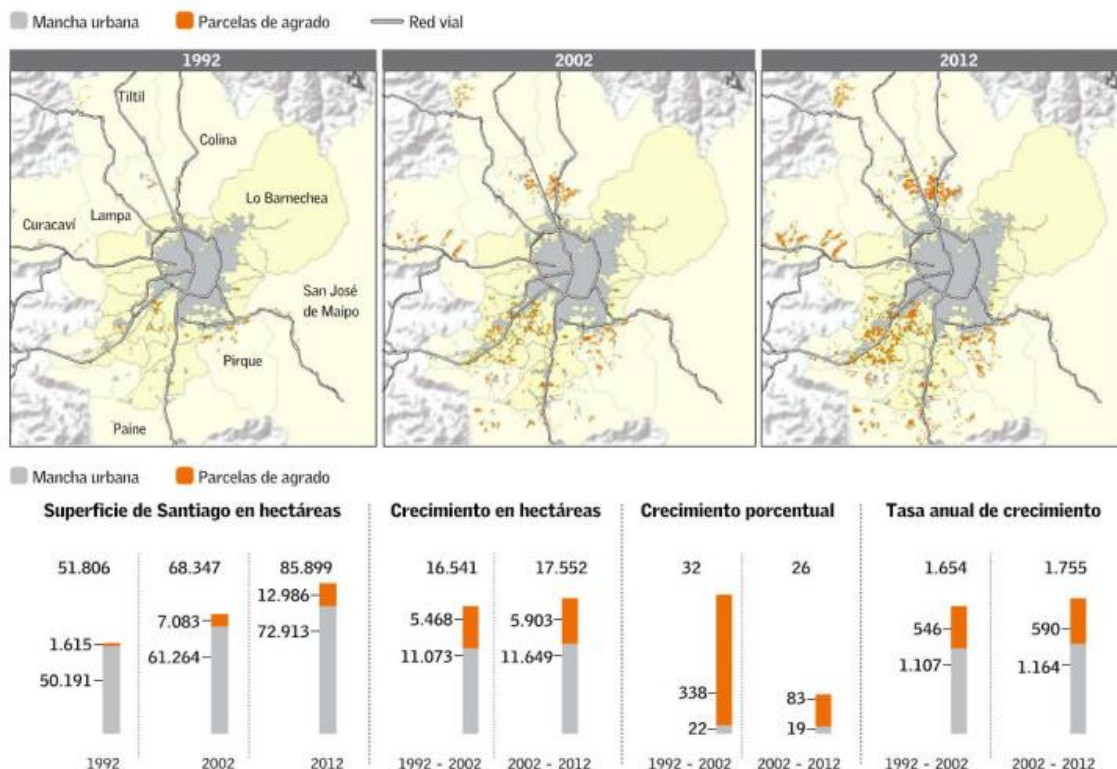 Mancha urbana Parcelas de agrado Red vial
1992 2002 2012
Tiltil
Colina
Lo Barnechea
Lampa
Curacaví
San José
de Maipo
Pirque
Paine
Mancha urbana Parcelas de agrado
Superficie de Santiago en hectáreas
51.806 68.347 85.899
1.615
50.191
7.083
61.264
12.986
72.913
1992 2002 2012
Crecimiento en hectáreas
16.541 17.552
5.468
11.073
5.903
11.649
1992 - 2002 2002 - 2012
Crecimiento porcentual
32 26
338
22
83
19
1992 - 2002 2002 - 2012
Tasa anual de crecimiento
1.654 1.755
546
1.107
590
1.164
1992 - 2002 2002 - 2012